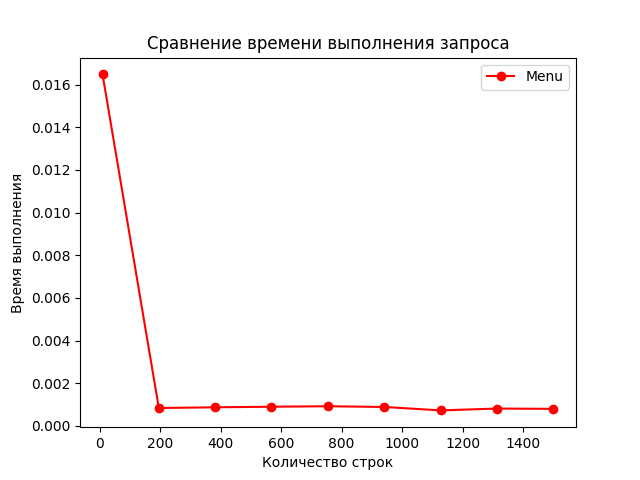 Сравнение времени выполнения запроса
Menu
Время выполнения
0.016
0.014
0.012
0.010
0.008
0.006
0.004
0.002
0.000
0 200 400 600 800 1000 1200 1400
Количество строк